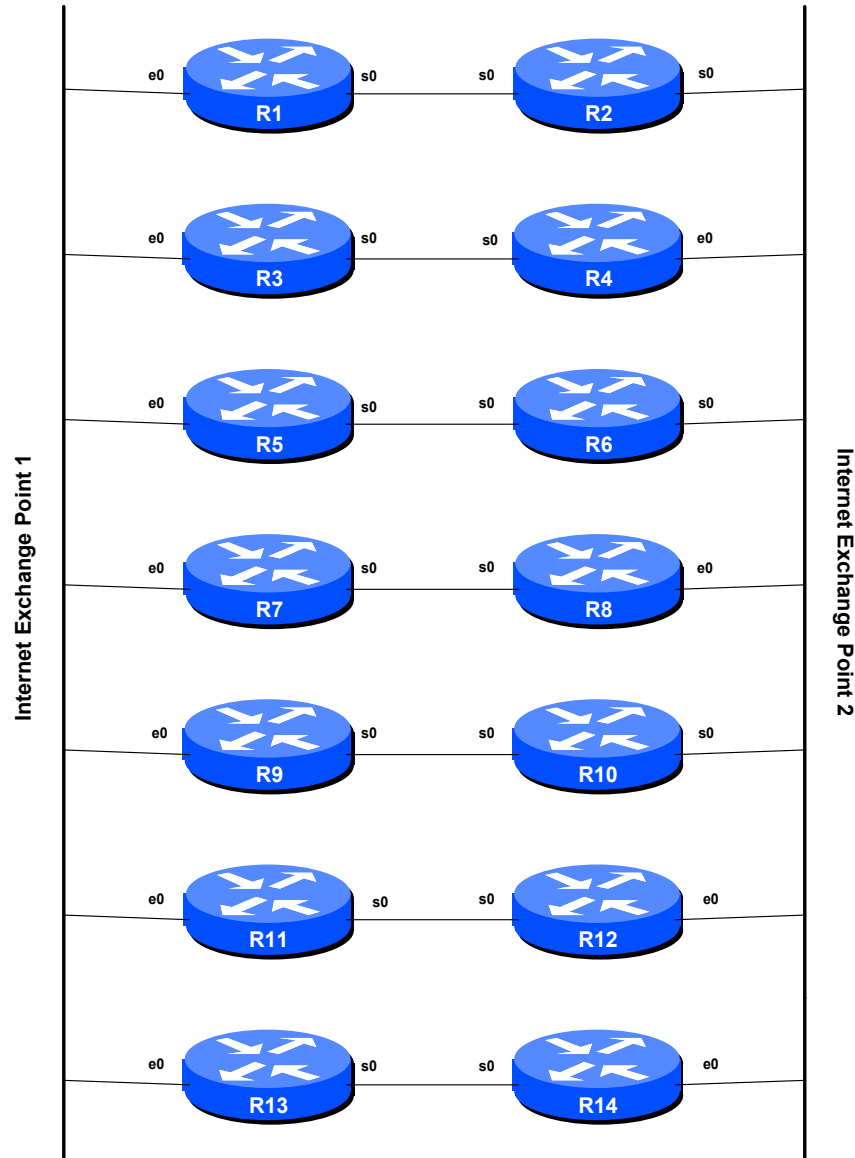 e0 s0 s0 s0
R1 R2
e0 s0 s0 e0
R3 R4
e0 s0 s0 s0
R5 R6
Internet Exchange Point 1
Internet Exchange Point 2
e0 s0 s0 e0
R7 R8
e0 s0 s0 s0
R9 R10
e0 s0 s0 e0
R11 R12
e0 s0 s0 e0
R13 R14